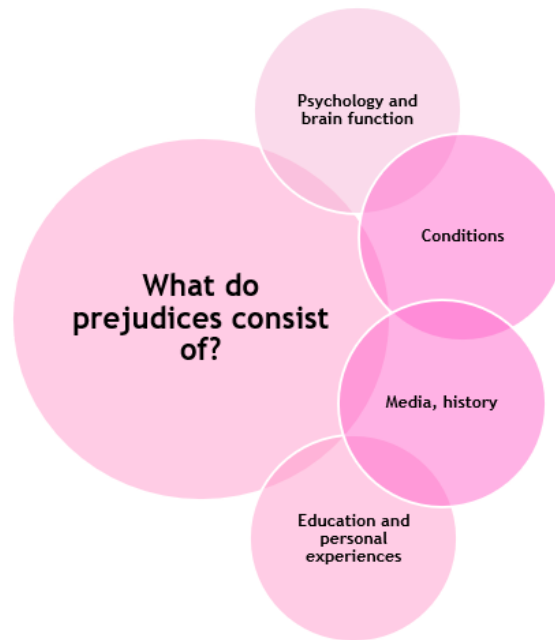 Psychology and
brain function
Conditions
What do
prejudices consist
of?
Media, history
Education and
personal
experiences